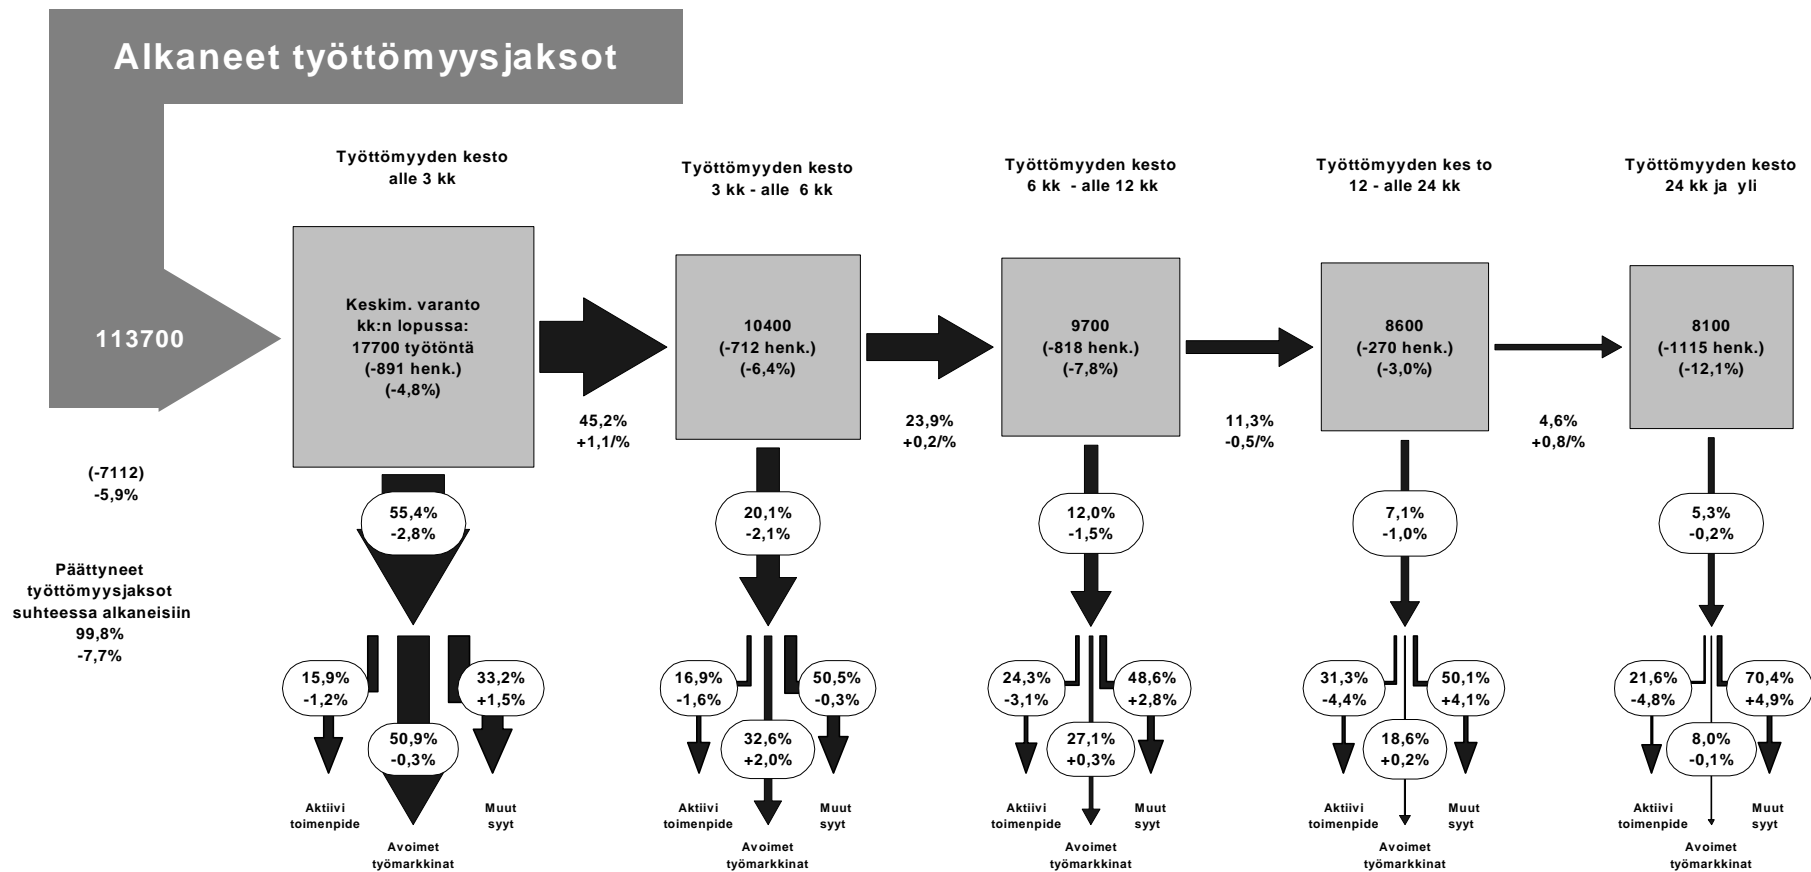 Alkaneet työttömyysjaksot
113700
(-7112)
-5,9%
Päättyneet
työttömyysjaksot
suhteessa alkaneisiin
99,8%
-7,7%
Työttömyyden kesto
alle 3 kk
Keskim. varanto
kk:n lopussa:
17700 työtöntä
(-891 henk.)
(-4,8%)
45,2%
+1,1/%
55,4%
-2,8%
15,9%
-1,2%
50,9%
-0,3%
33,2%
+1,5%
Aktiivi
toimenpide
Avoimet
työmarkkinat
Muut
syyt
Työttömyyden kesto
3 kk - alle  6 kk
10400
(-712 henk.)
(-6,4%)
23,9%
+0,2/%
20,1%
-2,1%
16,9%
-1,6%
32,6%
+2,0%
50,5%
-0,3%
Aktiivi
toimenpide
Avoimet
työmarkkinat
Muut
syyt
Työttömyyden kesto
6 kk  - alle 12 kk
9700
(-818 henk.)
(-7,8%)
11,3%
-0,5/%
12,0%
-1,5%
24,3%
-3,1%
27,1%
+0,3%
48,6%
+2,8%
Aktiivi
toimenpide
Avoimet
työmarkkinat
Muut
syyt
Työttömyyden kes to
12 - alle 24 kk
8600
(-270 henk.)
(-3,0%)
4,6%
+0,8/%
7,1%
-1,0%
31,3%
-4,4%
18,6%
+0,2%
50,1%
+4,1%
Aktiivi
toimenpide
Avoimet
työmarkkinat
Muut
syyt
Työttömyyden kesto
24 kk ja  yli
8100
(-1115 henk.)
(-12,1%)
5,3%
-0,2%
21,6%
-4,8%
8,0%
-0,1%
70,4%
+4,9%
Aktiivi
toimenpide
Avoimet
työmarkkinat
Muut
syyt